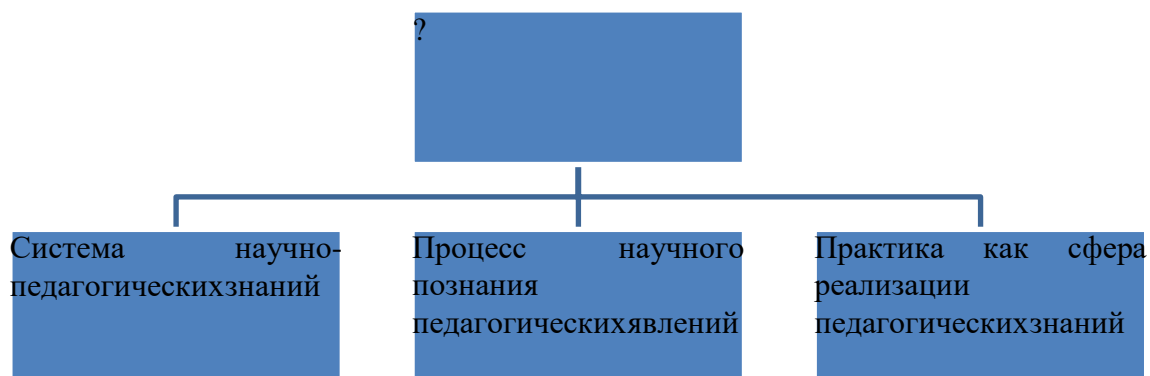 ?
Система научно-
педагогическихзнаний
Процесс научного
познания
педагогическихявлений
Практика как сфера
реализации
педагогическихзнаний